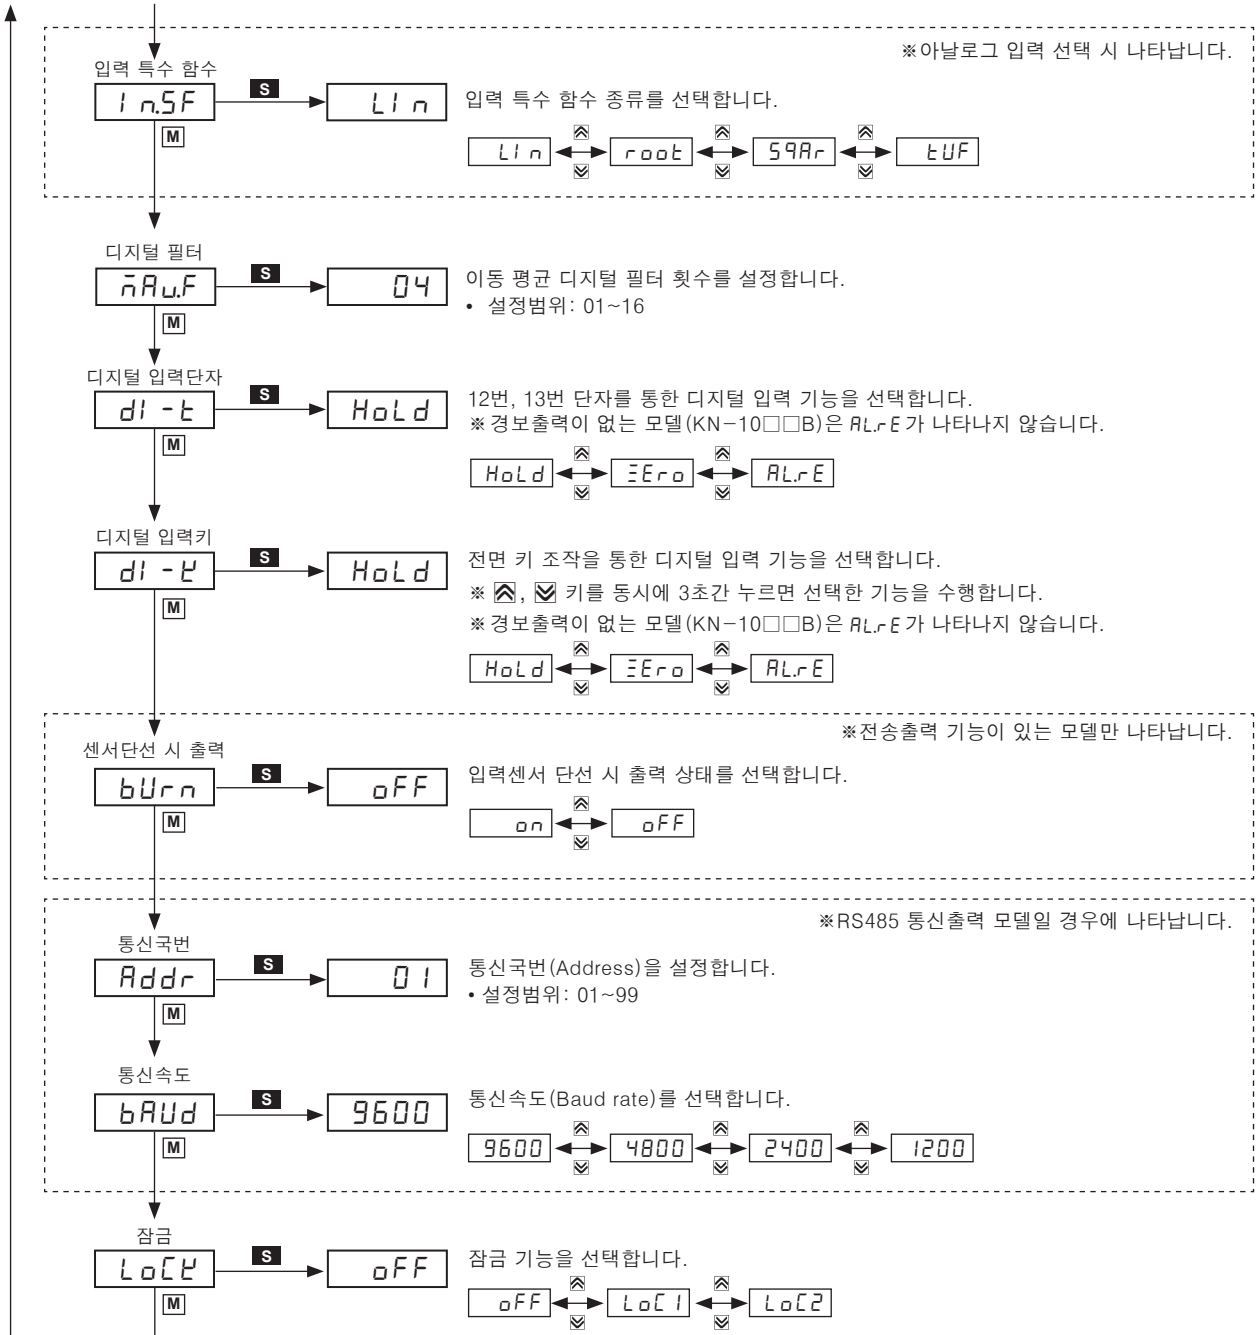 ※아날로그 입력 선택 시 나타납니다.
입력 특수 함수
In.SF
S
LIn
입력 특수 함수 종류를 선택합니다.
M
LIn
root
SqAr
tUF
디지털 필터
mAv.F
S
04
이동 평균 디지털 필터 횟수를 설정합니다.
• 설정범위: 01~16
M
디지털 입력단자
dI-t
S
HoLd
12번, 13번 단자를 통한 디지털 입력 기능을 선택합니다.
※경보출력이 없는 모델(KN-10□□B)은 AL.rE가 나타나지 않습니다.
M
HoLd
ZEro
AL.rE
디지털 입력키
dI-k
S
HoLd
전면 키 조작을 통한 디지털 입력 기능을 선택합니다.
※ , 키를 동시에 3초간 누르면 선택한 기능을 수행합니다.
※경보출력이 없는 모델(KN-10□□B)은 AL.rE가 나타나지 않습니다.
M
HoLd
ZEro
AL.rE
※전송출력 기능이 있는 모델만 나타납니다.
센서단선 시 출력
bUrn
S
oFF
입력센서 단선 시 출력 상태를 선택합니다.
M
on
oFF
※RS485 통신출력 모델일 경우에 나타납니다.
통신국번
Addr
S
01
통신국번(Address)을 설정합니다.
• 설정범위: 01~99
M
통신속도
bAUd
S
9600
통신속도(Baud rate)를 선택합니다.
M
9600
4800
2400
1200
잠금
LoCk
S
oFF
잠금 기능을 선택합니다.
M
oFF
LoC1
LoC2